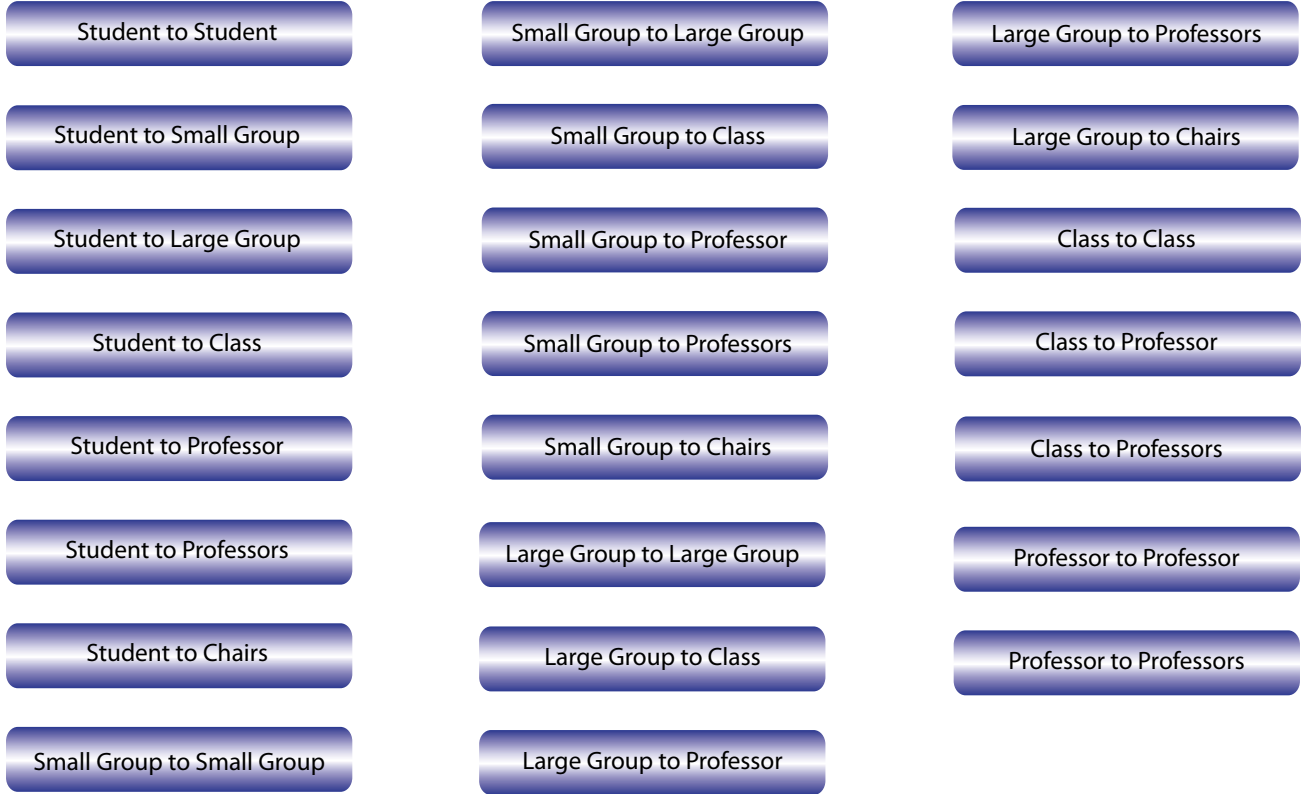 Student to Student
Student to Small Group
Student to Large Group
Student to Class
Student to Professor
Student to Professors
Student to Chairs
Small Group to Small Group
Small Group to Large Group
Small Group to Class
Small Group to Professor
Small Group to Professors
Small Group to Chairs
Large Group to Large Group
Large Group to Class
Large Group to Professor
Large Group to Professors
Large Group to Chairs
Class to Class
Class to Professor
Class to Professors
Professor to Professor
Professor to Professors